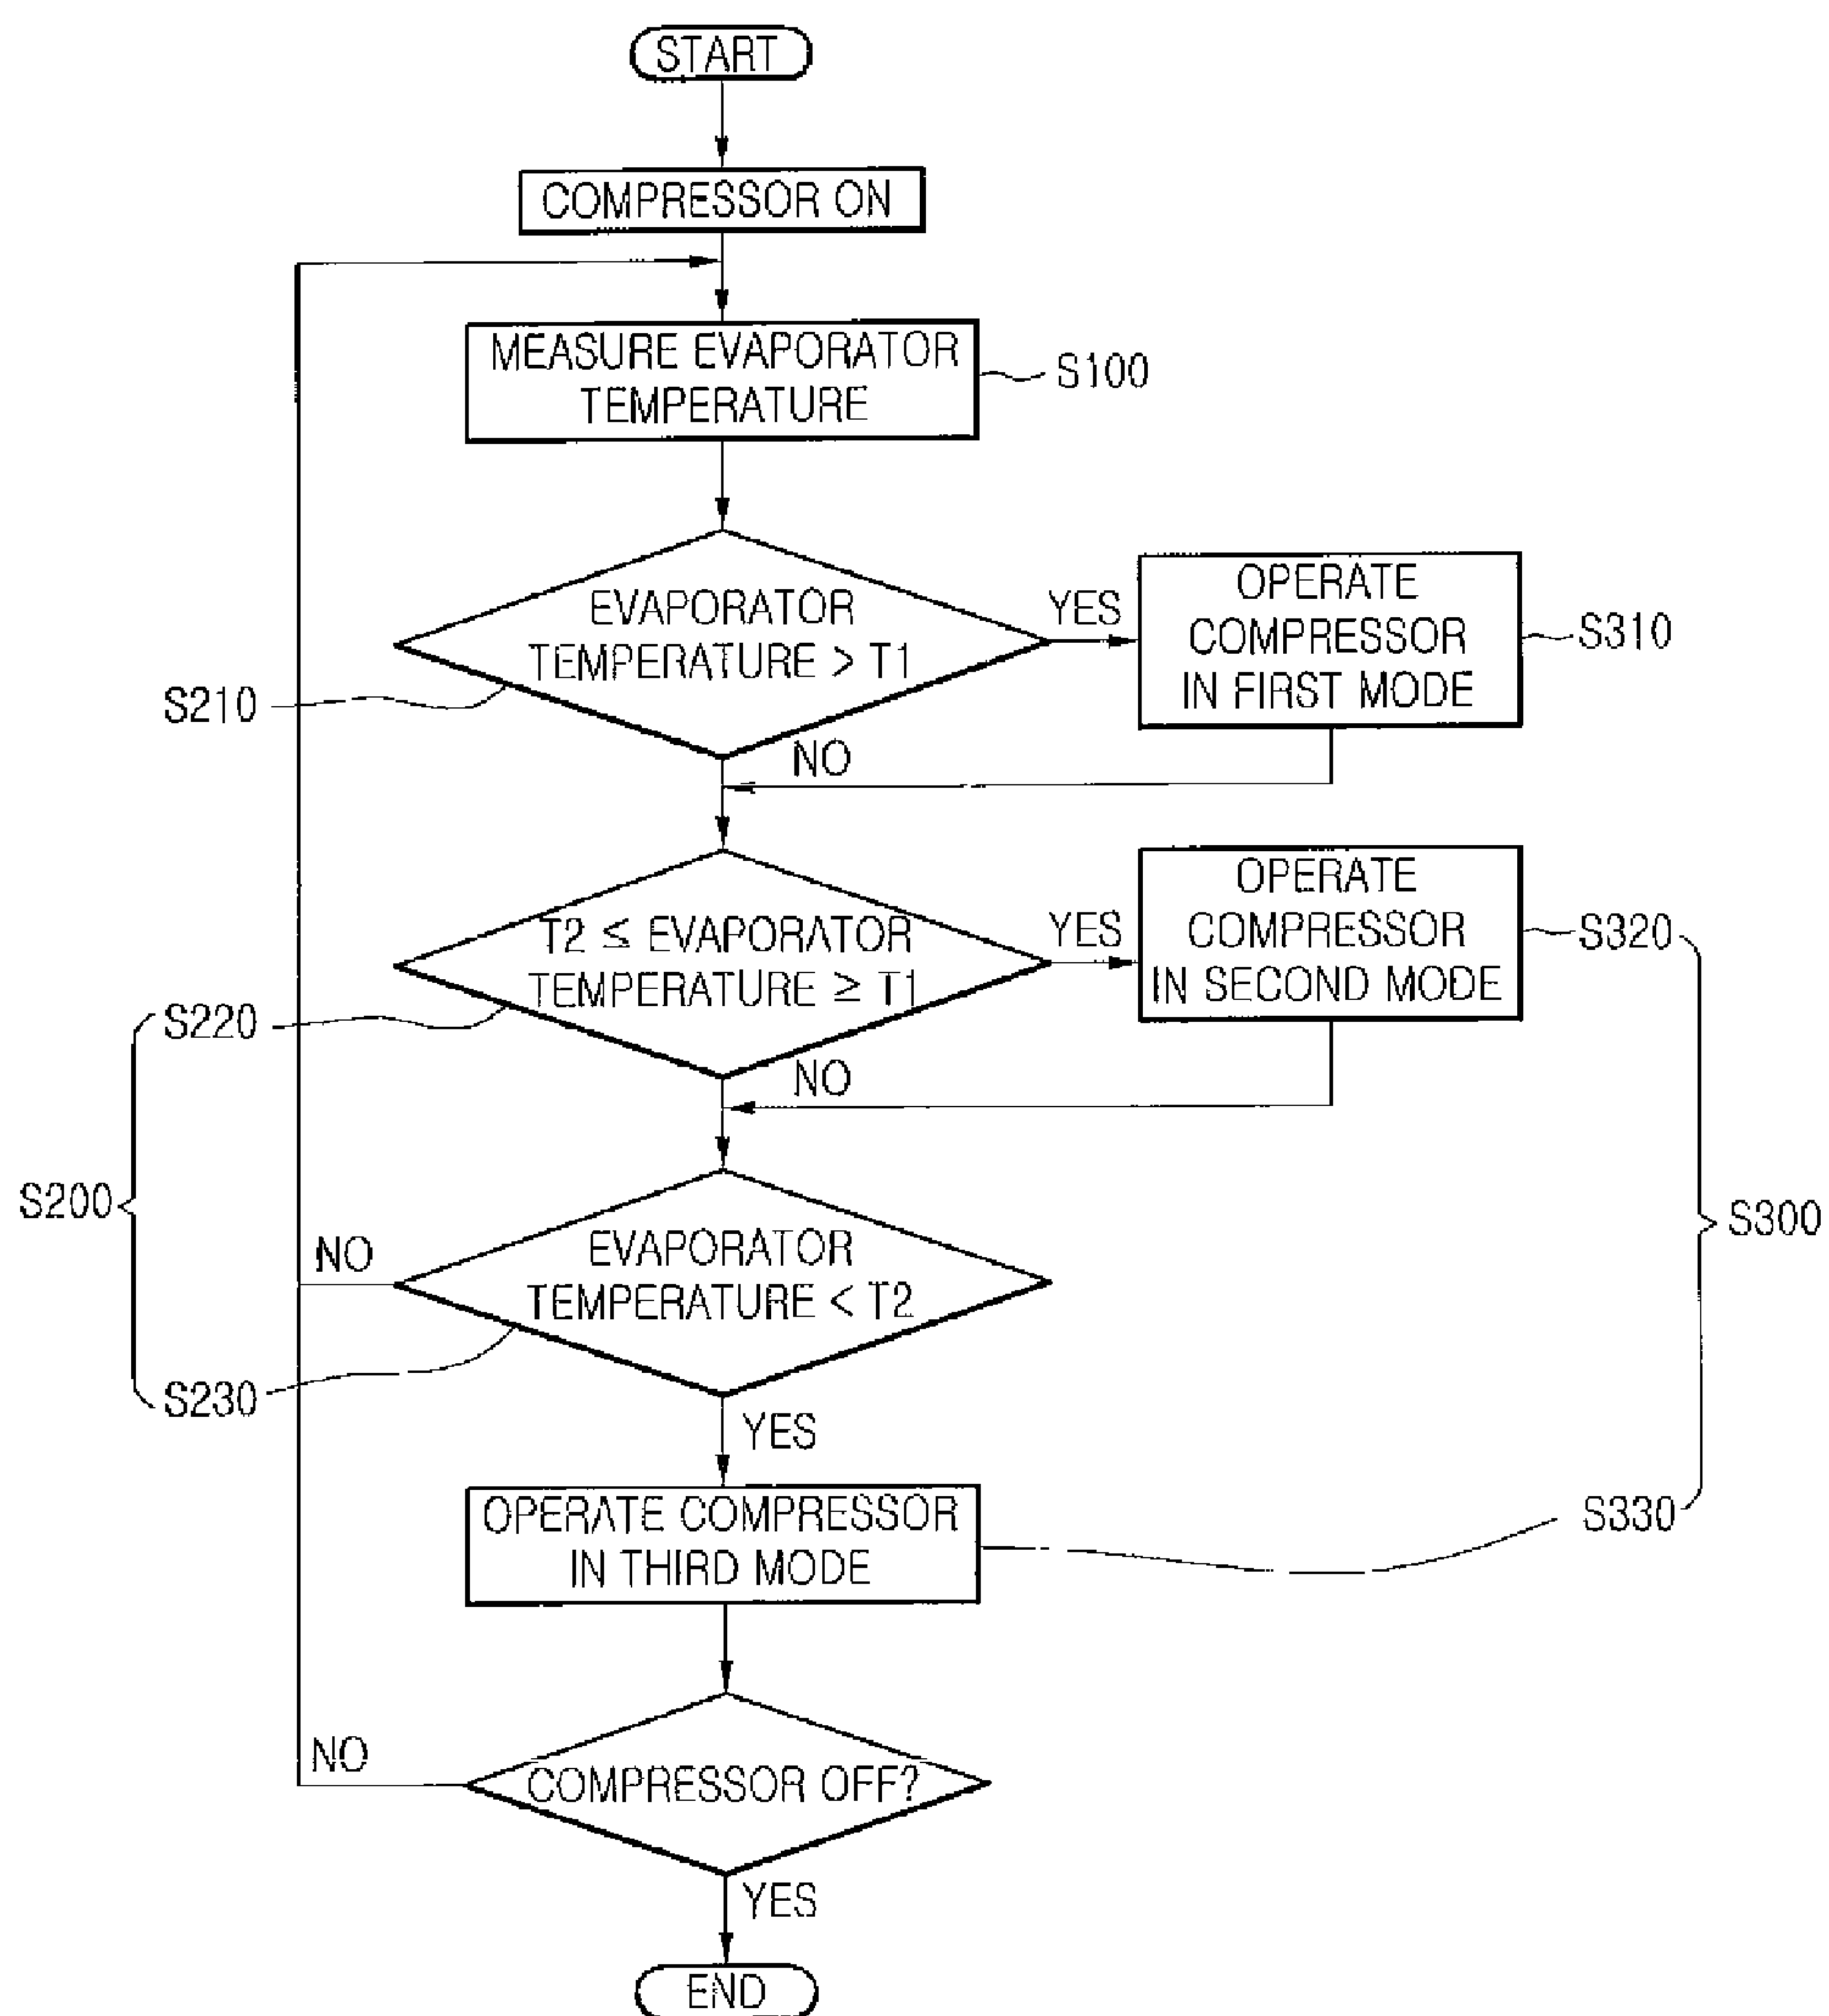 START
COMPRESSOR ON
MEASURE EVAPORATOR
TEMPERATURE
S100
EVAPORATOR
TEMPERATURE > T1
S210
YES
OPERATE
COMPRESSOR
IN FIRST MODE
S310
NO
T2 ≤ EVAPORATOR
TEMPERATURE ≥ T1
S220
YES
OPERATE
COMPRESSOR
IN SECOND MODE
S320
NO
S200
EVAPORATOR
TEMPERATURE < T2
NO
S230
S300
YES
OPERATE COMPRESSOR
IN THIRD MODE
S330
COMPRESSOR OFF?
NO
YES
END